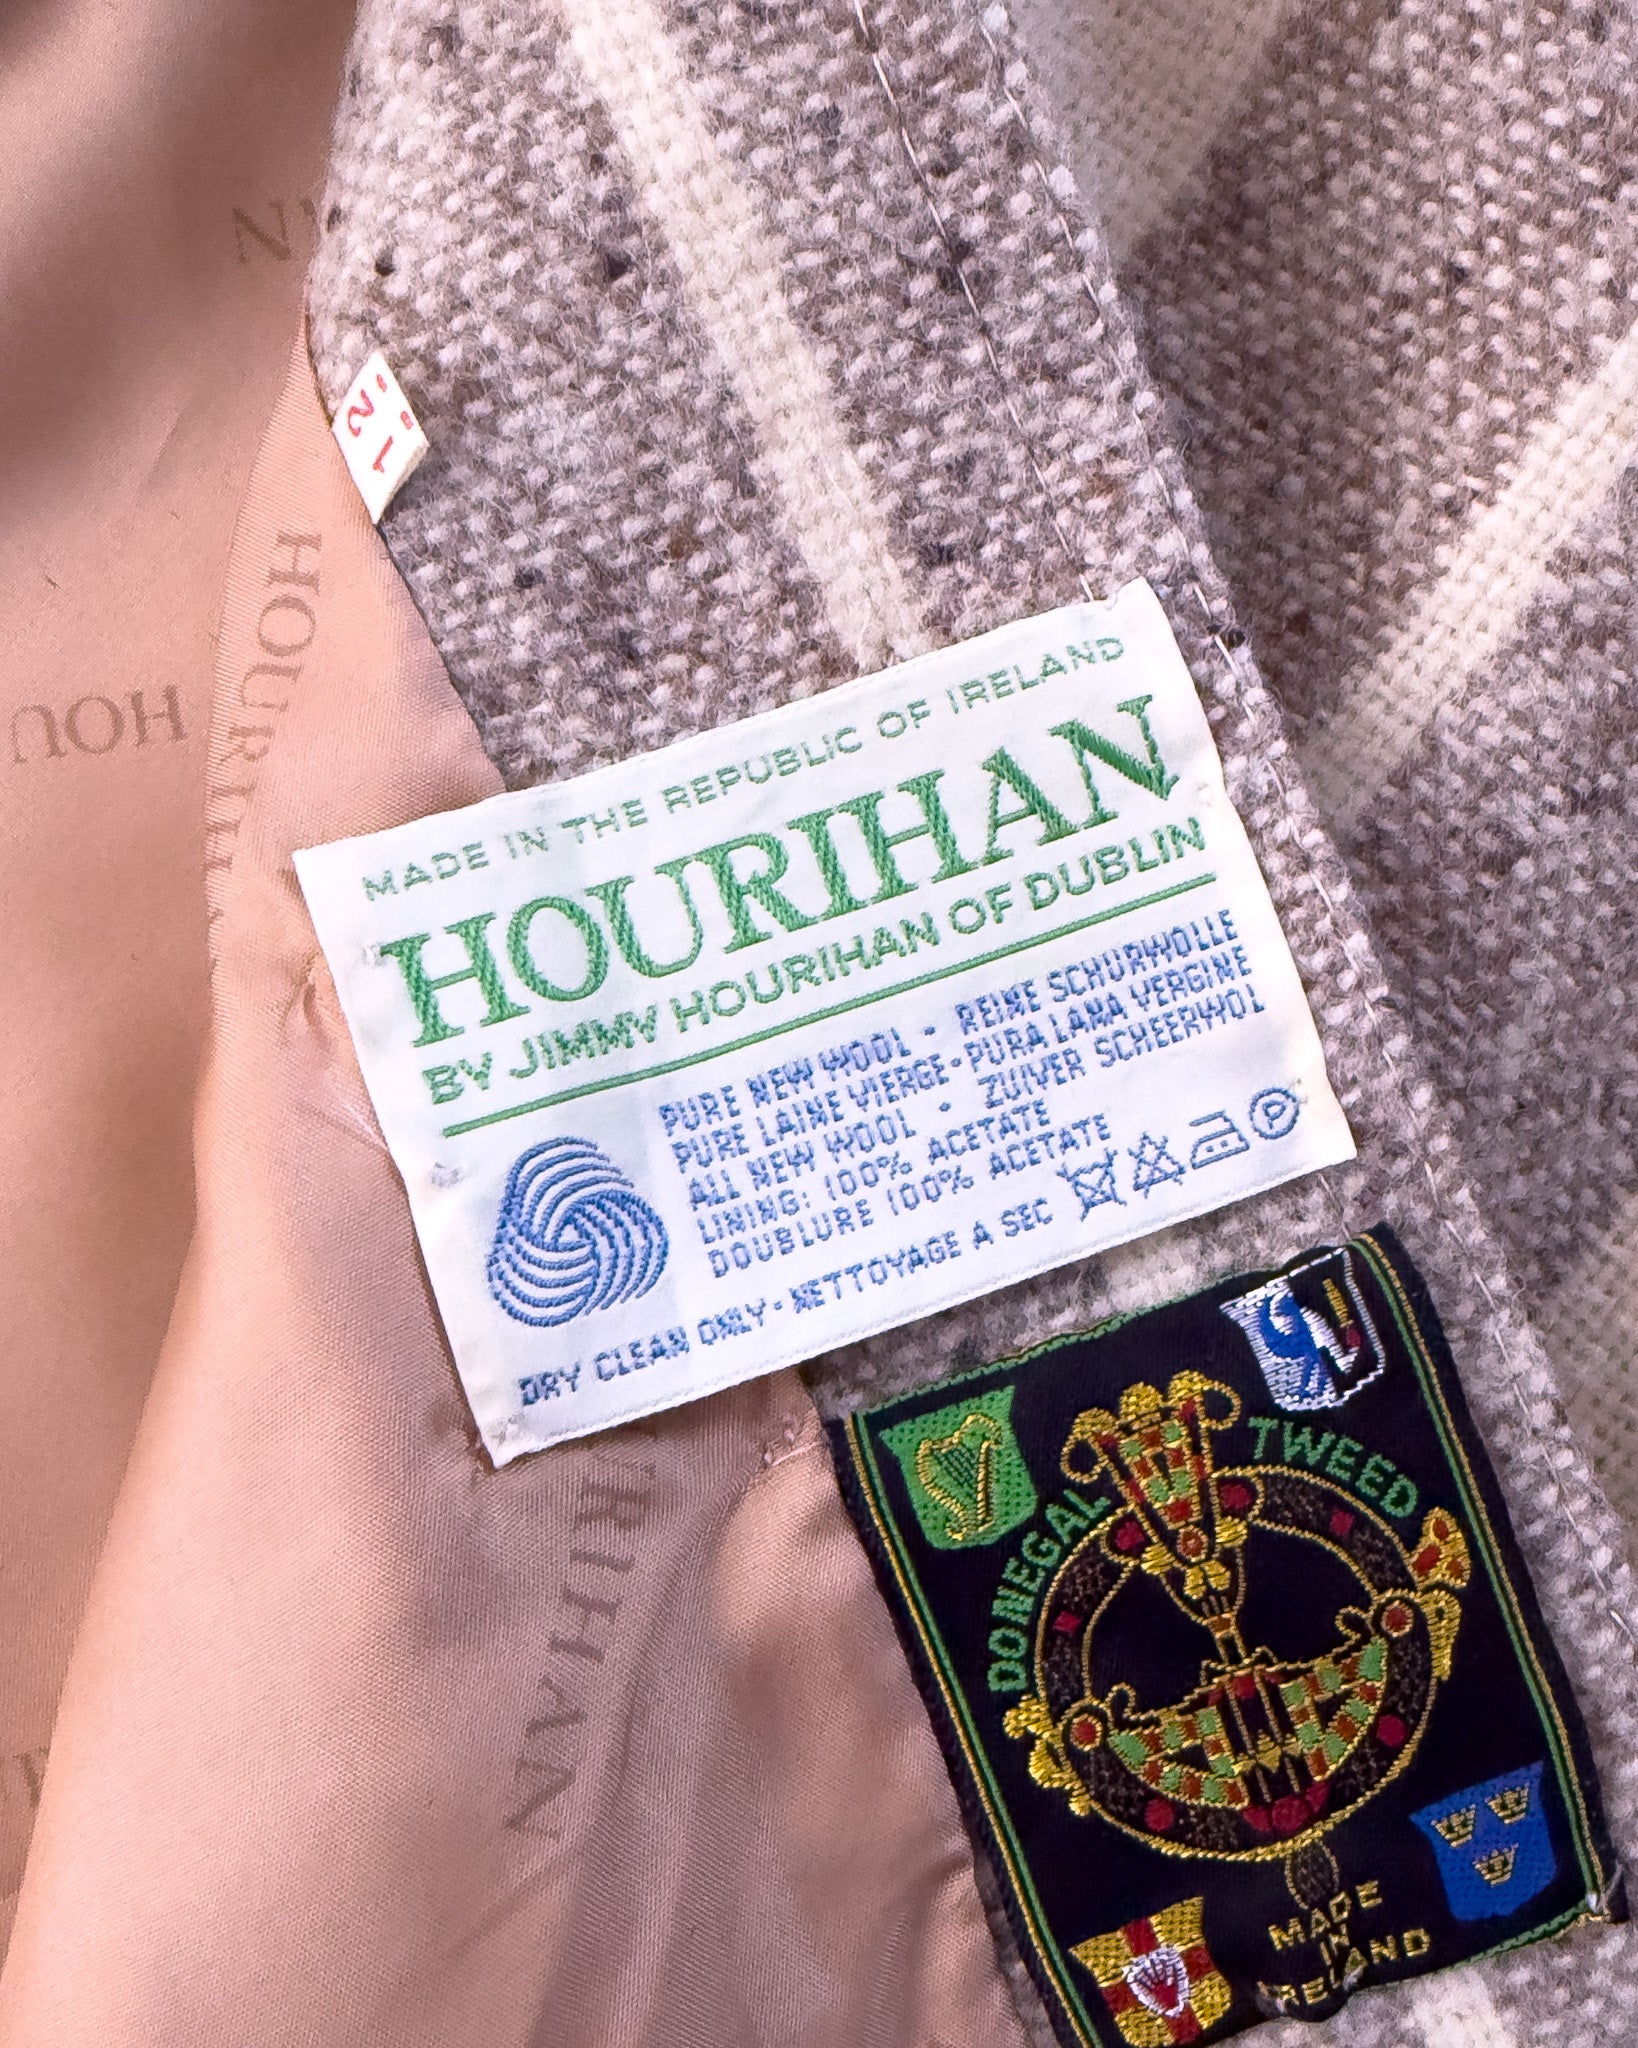 MADE IN THE REPUBLIC OF IRELAND
HOURIHAN
BY JIMMY HOURIHAN OF DUBLIN
PURE NEW WOOL • REINE SCHURWOLLE
PURE LAINE VIERGE • PURA LANA VERGINE
ALL NEW WOOL • ZUIVER SCHEERWOL
LINING: 100% ACETATE
DOUBLURE 100% ACETATE
DRY CLEAN ONLY • NETTOYAGE A SEC
P
DONEGAL TWEED
MADE
IN
IRELAND
HOURIHAN
HOU
RIHAN
12